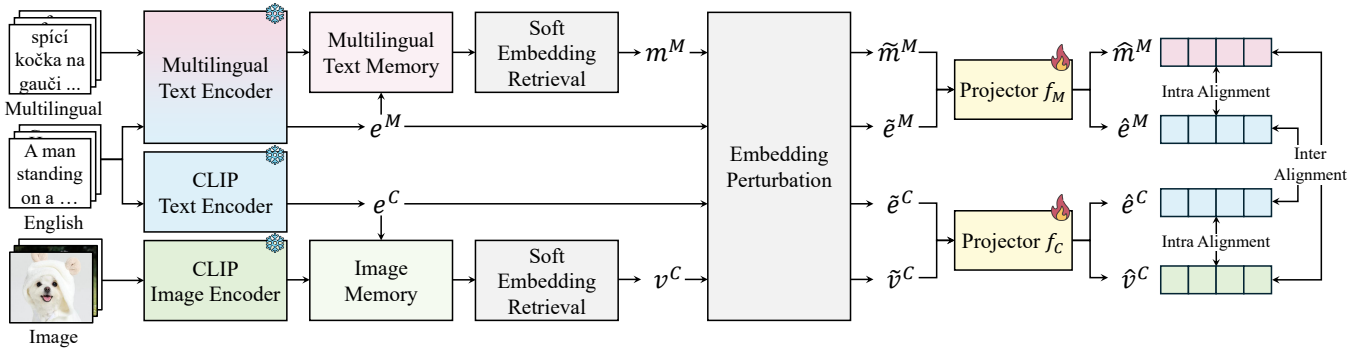 spící
kočka na
gauči ...
Multilingual
A man
standing
on a ...
English
Image
Multilingual
Text Encoder
CLIP
Text Encoder
CLIP
Image Encoder
Multilingual
Text Memory
Image
Memory
Soft
Embedding
Retrieval
Soft
Embedding
Retrieval
m^M
e^M
e^C
v^C
Embedding
Perturbation
m̃^M
ẽ^M
ẽ^C
ṽ^C
Projector f_M
Projector f_C
m̂^M
ê^M
ê^C
v̂^C
Intra Alignment
Intra Alignment
Inter
Alignment